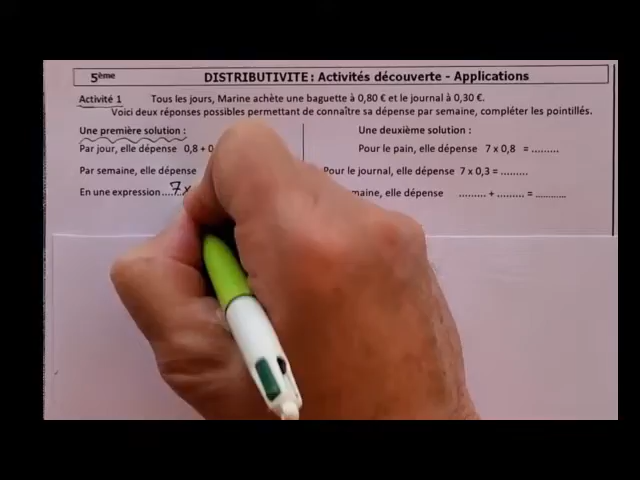 5ème DISTRIBUTIVITE : Activités découverte - Applications
Activité 1 Tous les jours, Marine achète une baguette à 0,80 € et le journal à 0,30 €.
Voici deux réponses possibles permettant de connaître sa dépense par semaine, compléter les pointillés.
Une première solution :
Par jour, elle dépense 0,8 + 0
Par semaine, elle dépense
En une expression....7x
Une deuxième solution :
Pour le pain, elle dépense 7 x 0,8 = .........
Pour le journal, elle dépense 7 x 0,3 = .........
maine, elle dépense ......... + ......... = ............